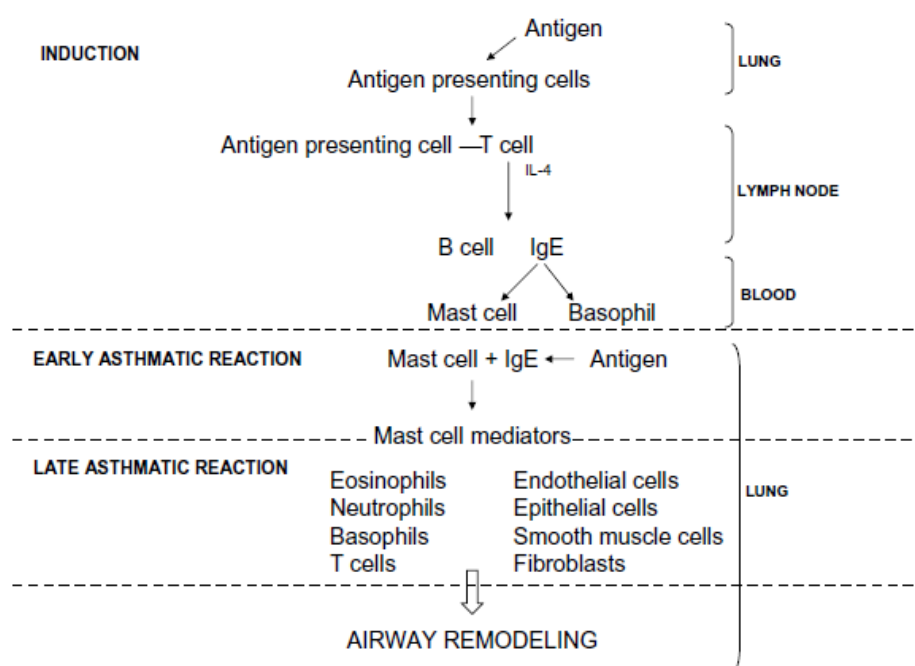 Antigen
INDUCTION
LUNG
Antigen presenting cells
Antigen presenting cell —T cell
IL-4
LYMPH NODE
B cell IgE
BLOOD
Mast cell Basophil
EARLY ASTHMATIC REACTION Mast cell + IgE Antigen
Mast cell mediators
LATE ASTHMATIC REACTION
Eosinophils Endothelial cells
LUNG
Neutrophils Epithelial cells
Basophils Smooth muscle cells
T cells Fibroblasts
AIRWAY REMODELING